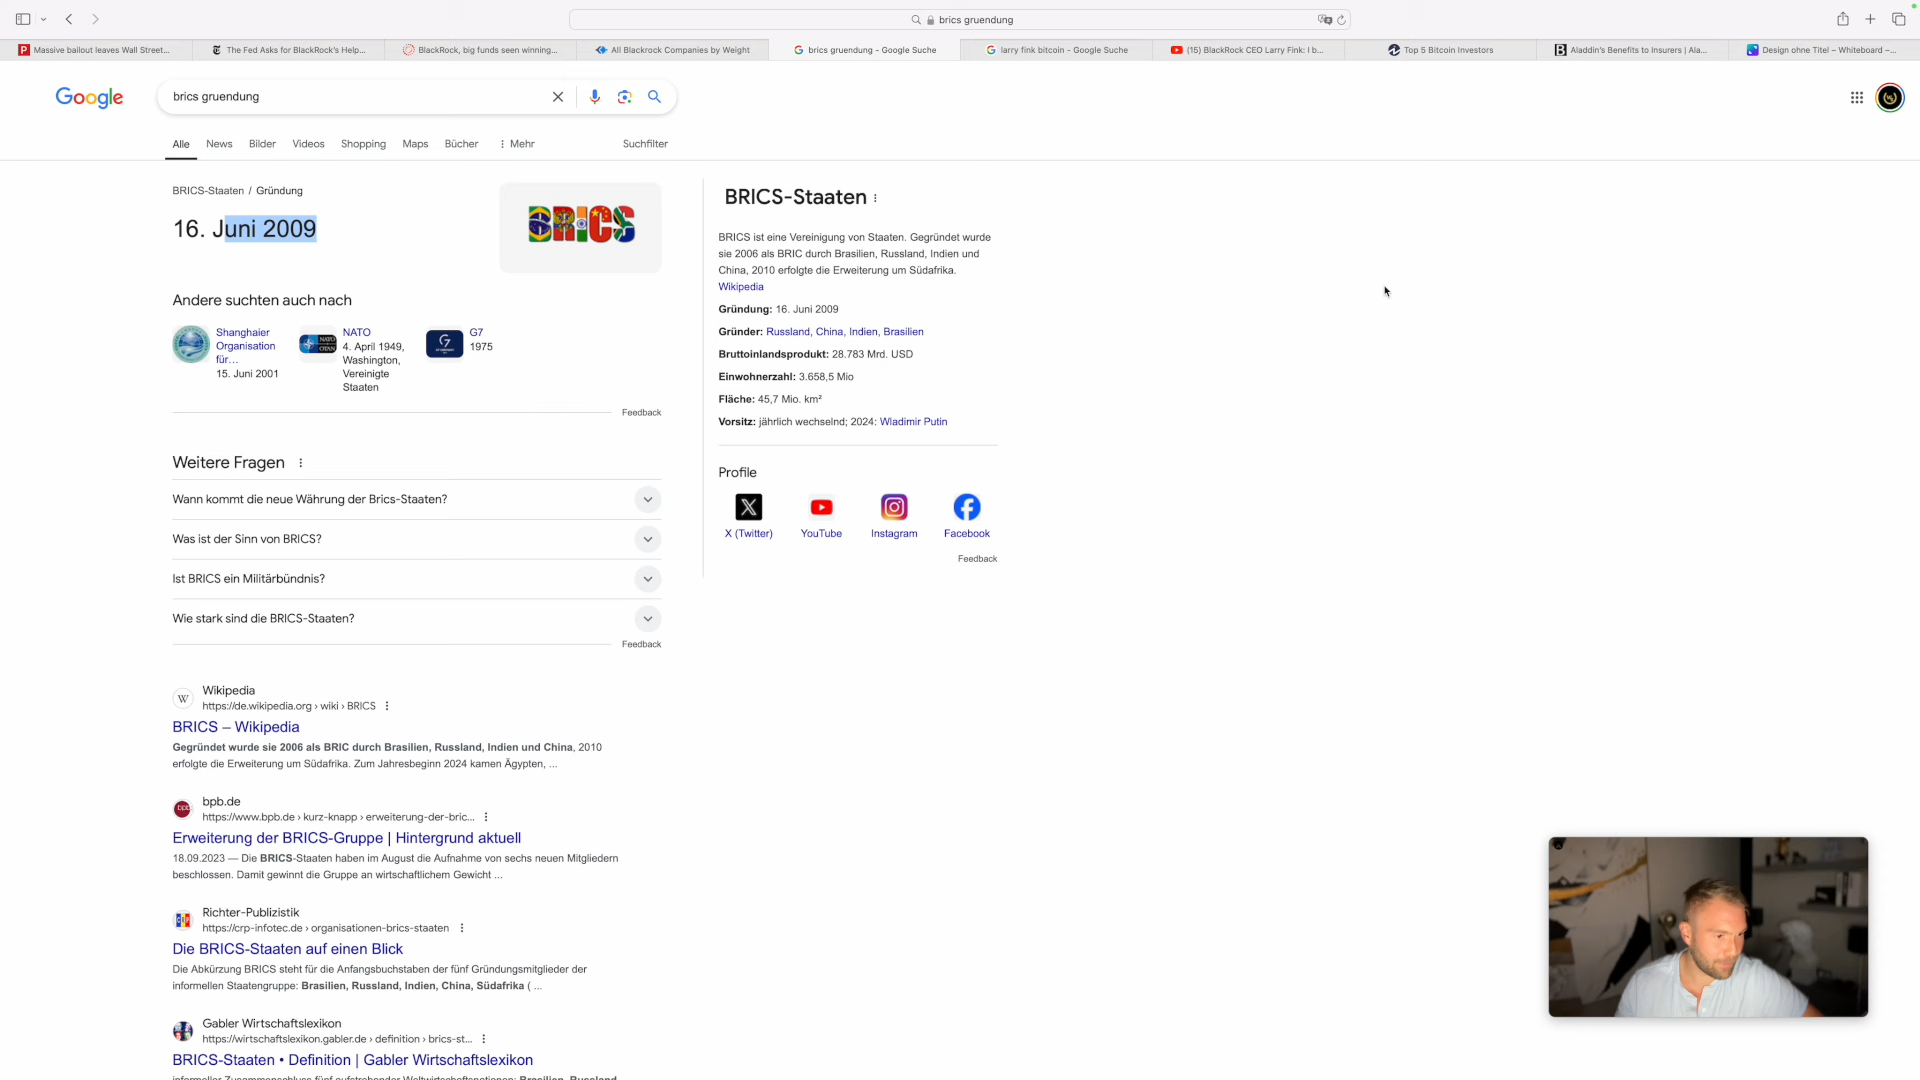 brics gruendung
Massive bailout leaves Wall Street...
The Fed Asks for BlackRock's Help...
BlackRock, big funds seen winning...
All Blackrock Companies by Weight
brics gruendung - Google Suche
larry fink bitcoin - Google Suche
(15) BlackRock CEO Larry Fink: I b...
Top 5 Bitcoin Investors
Aladdin's Benefits to Insurers | Ala...
Design ohne Titel – Whiteboard –...
Google
brics gruendung
Alle
News
Bilder
Videos
Shopping
Maps
Bücher
Mehr
Suchfilter
BRICS-Staaten / Gründung
16. Juni 2009
BRICS
Andere suchten auch nach
Shanghaier
Organisation
für...
15. Juni 2001
NATO
4. April 1949,
Washington,
Vereinigte
Staaten
G7
1975
Feedback
Weitere Fragen
Wann kommt die neue Währung der Brics-Staaten?
Was ist der Sinn von BRICS?
Ist BRICS ein Militärbündnis?
Wie stark sind die BRICS-Staaten?
Feedback
Wikipedia
https://de.wikipedia.org › wiki › BRICS
BRICS – Wikipedia
Gegründet wurde sie 2006 als BRIC durch Brasilien, Russland, Indien und China, 2010
erfolgte die Erweiterung um Südafrika. Zum Jahresbeginn 2024 kamen Ägypten, ...
bpb.de
https://www.bpb.de › kurz-knapp › erweiterung-der-bric...
Erweiterung der BRICS-Gruppe | Hintergrund aktuell
18.09.2023 — Die BRICS-Staaten haben im August die Aufnahme von sechs neuen Mitgliedern
beschlossen. Damit gewinnt die Gruppe an wirtschaftlichem Gewicht ...
Richter-Publizistik
https://crp-infotec.de › organisationen-brics-staaten
Die BRICS-Staaten auf einen Blick
Die Abkürzung BRICS steht für die Anfangsbuchstaben der fünf Gründungsmitglieder der
informellen Staatengruppe: Brasilien, Russland, Indien, China, Südafrika ( ...
Gabler Wirtschaftslexikon
https://wirtschaftslexikon.gabler.de › definition › brics-st...
BRICS-Staaten • Definition | Gabler Wirtschaftslexikon
BRICS-Staaten
BRICS ist eine Vereinigung von Staaten. Gegründet wurde
sie 2006 als BRIC durch Brasilien, Russland, Indien und
China, 2010 erfolgte die Erweiterung um Südafrika.
Wikipedia
Gründung: 16. Juni 2009
Gründer: Russland, China, Indien, Brasilien
Bruttoinlandsprodukt: 28.783 Mrd. USD
Einwohnerzahl: 3.658,5 Mio
Fläche: 45,7 Mio. km²
Vorsitz: jährlich wechselnd; 2024: Wladimir Putin
Profile
X (Twitter)
YouTube
Instagram
Facebook
Feedback